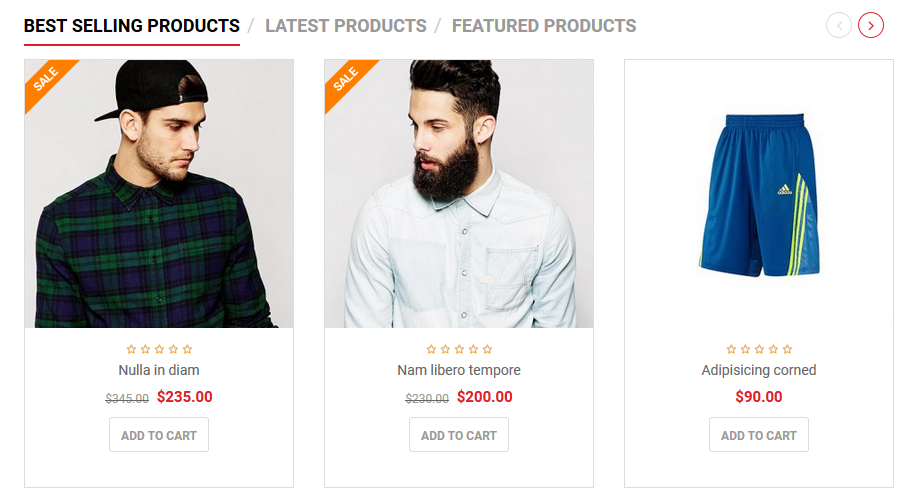 BEST SELLING PRODUCTS / LATEST PRODUCTS / FEATURED PRODUCTS
SALE
SALE
adidas
Nulla in diam
$345.00 $235.00
ADD TO CART
Nam libero tempore
$230.00 $200.00
ADD TO CART
Adipisicing corned
$90.00
ADD TO CART